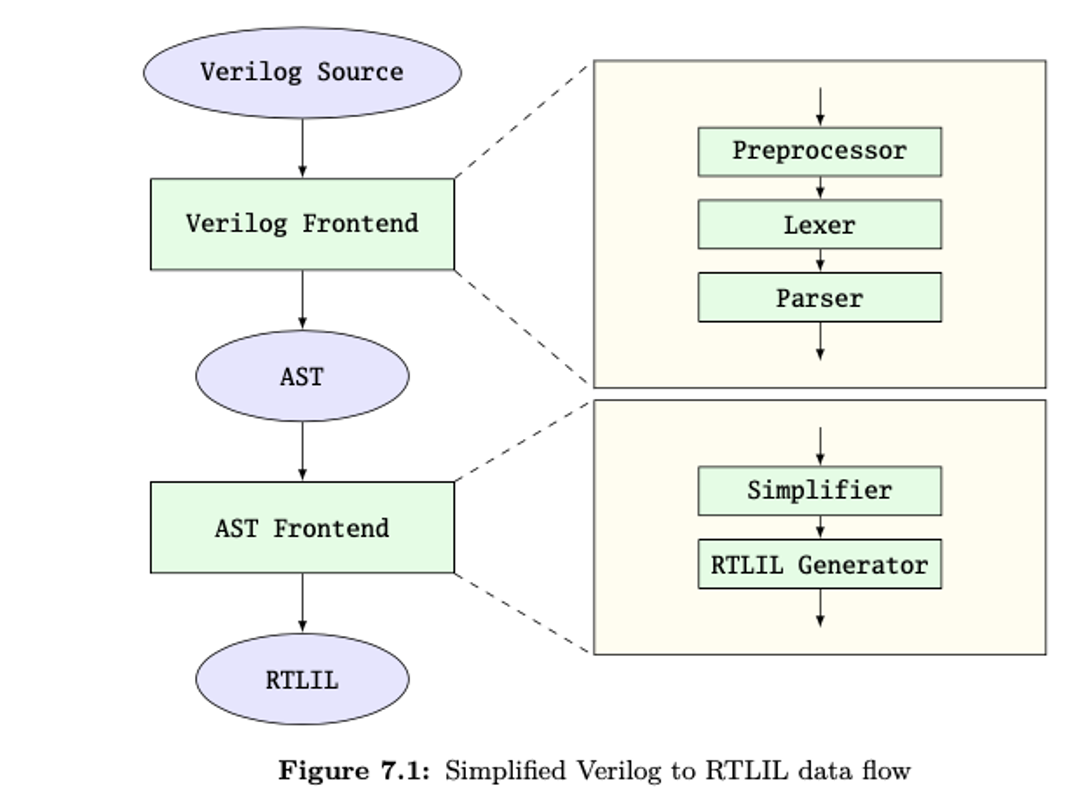 Verilog Source
Verilog Frontend
AST
AST Frontend
RTLIL
Preprocessor
Lexer
Parser
Simplifier
RTLIL Generator
Figure 7.1: Simplified Verilog to RTLIL data flow